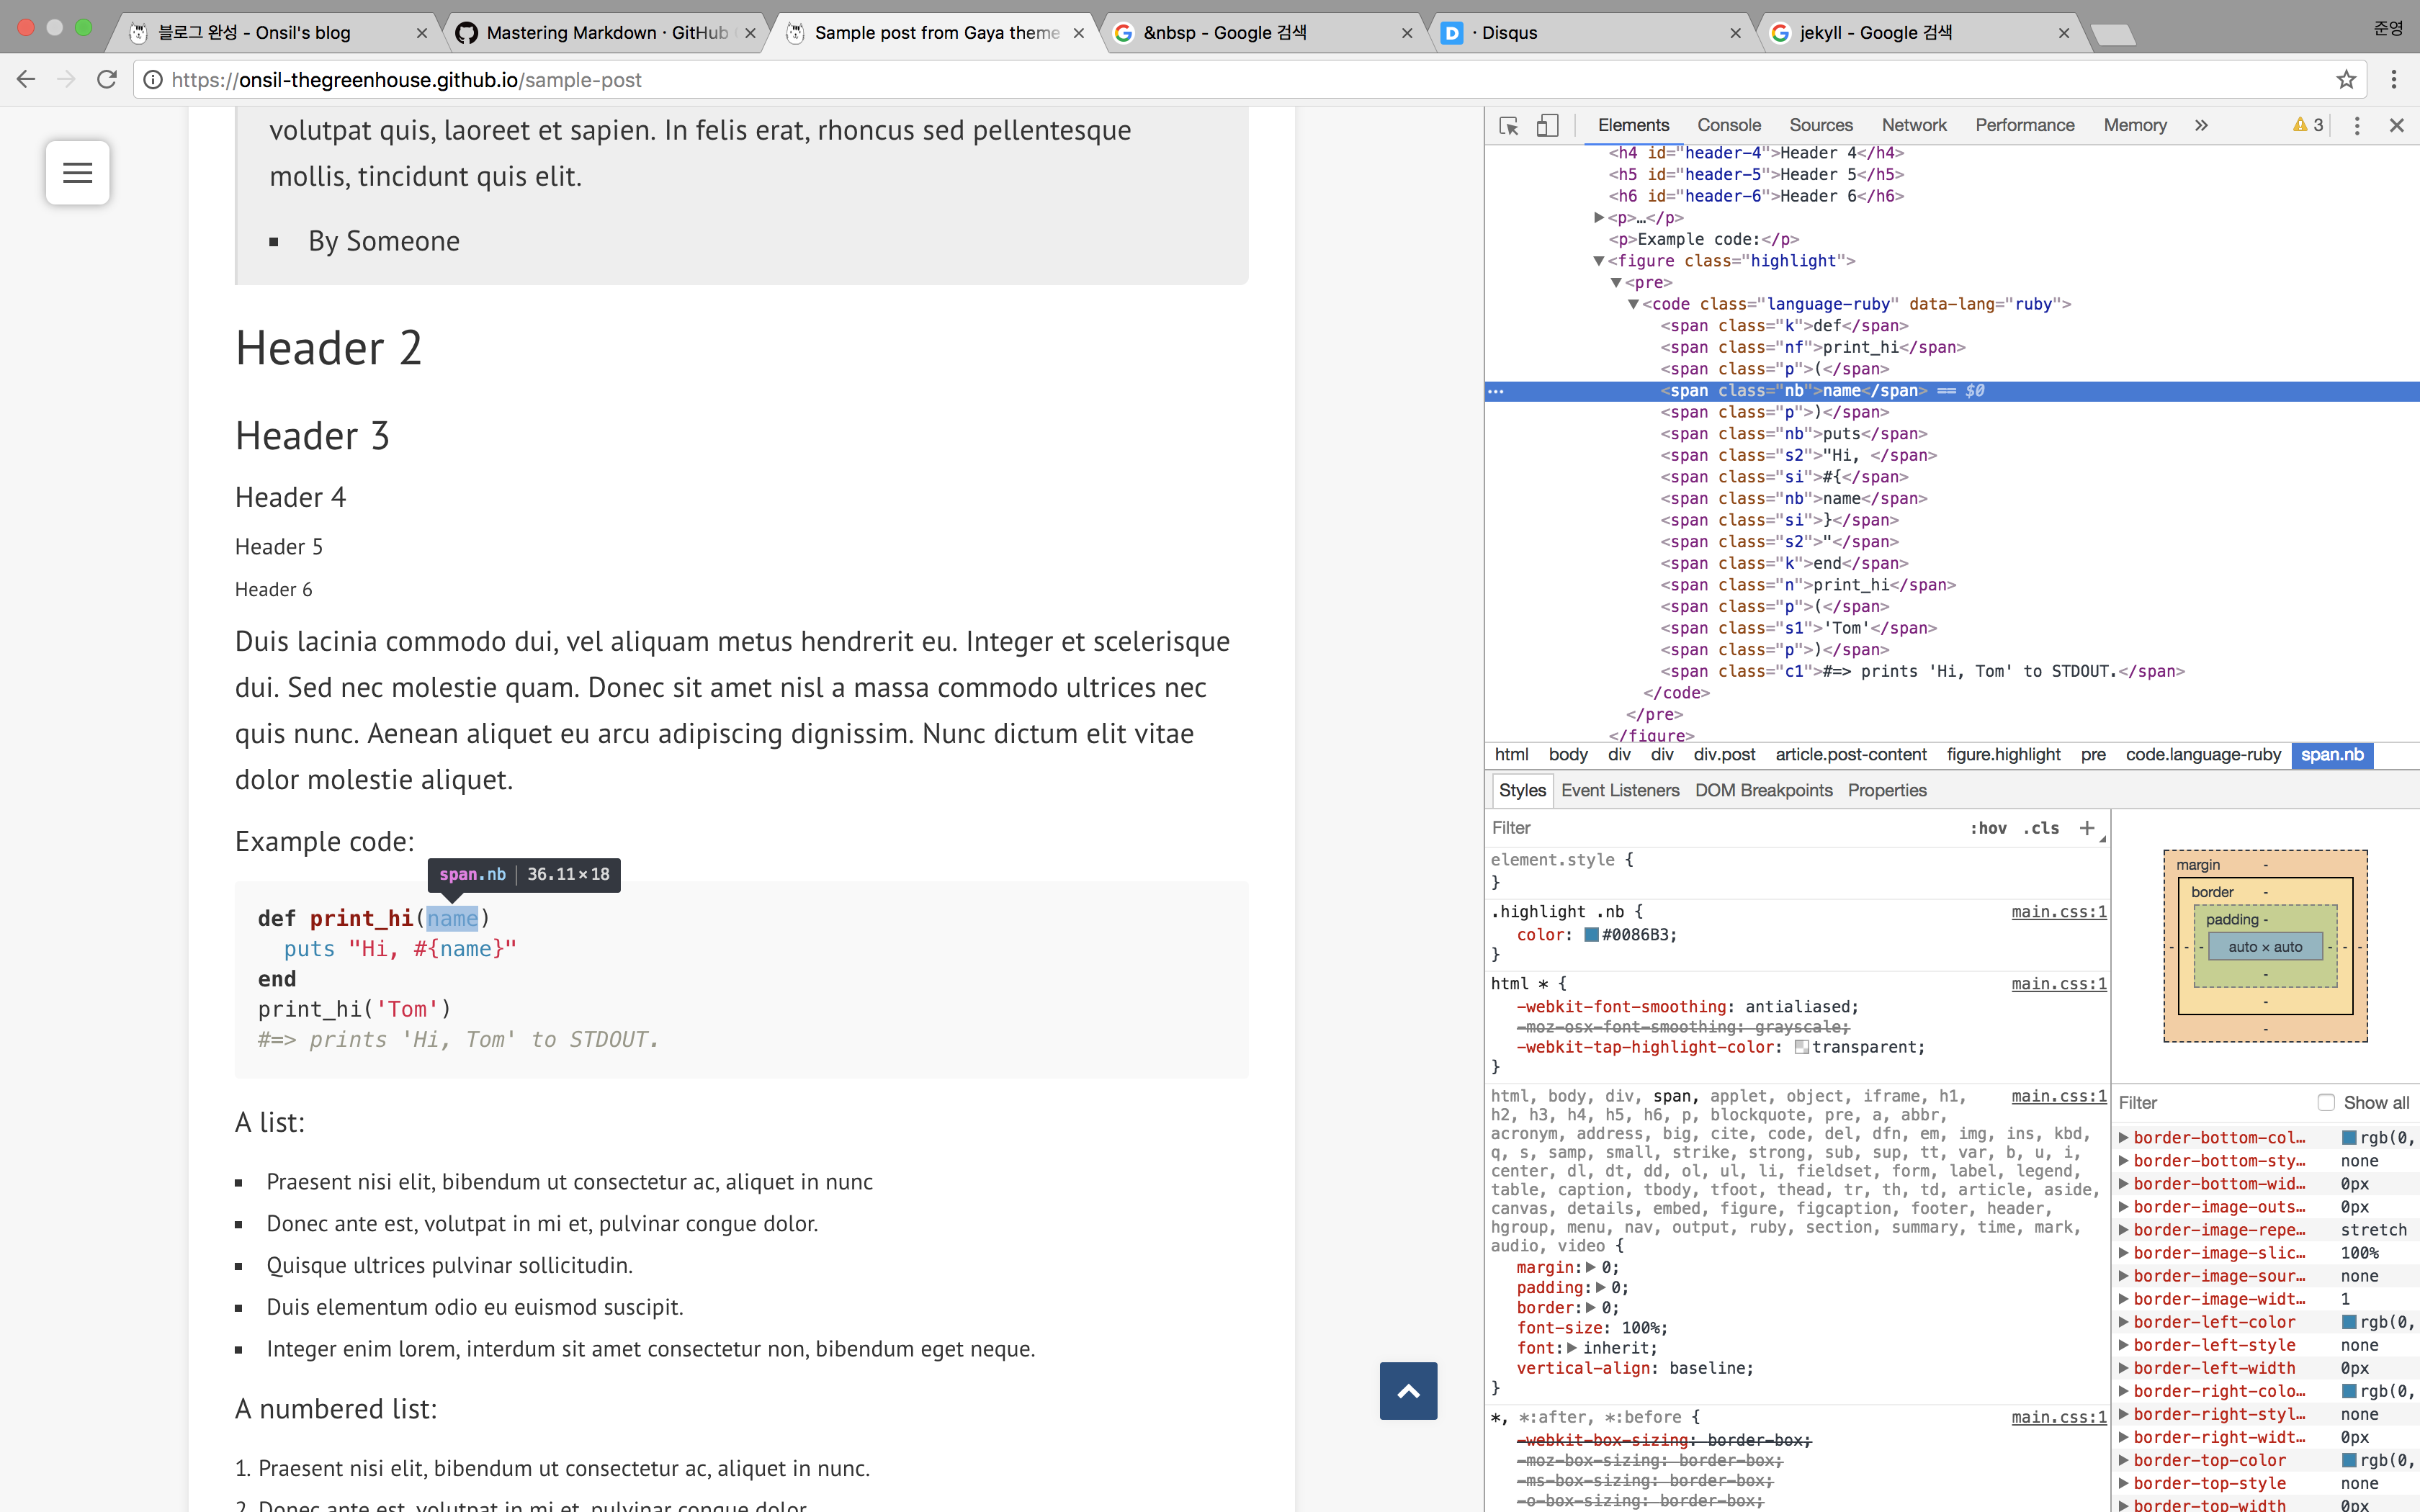 블로그 완성 - Onsil's blog
Mastering Markdown · GitHub
Sample post from Gaya theme
&nbsp - Google 검색
· Disqus
jekyll - Google 검색
준영
https://onsil-thegreenhouse.github.io/sample-post
volutpat quis, laoreet et sapien. In felis erat, rhoncus sed pellentesque
mollis, tincidunt quis elit.
By Someone
Header 2
Header 3
Header 4
Header 5
Header 6
Duis lacinia commodo dui, vel aliquam metus hendrerit eu. Integer et scelerisque
dui. Sed nec molestie quam. Donec sit amet nisl a massa commodo ultrices nec
quis nunc. Aenean aliquet eu arcu adipiscing dignissim. Nunc dictum elit vitae
dolor molestie aliquet.
Example code:
span.nb | 36.11×18
def print_hi(name)
  puts "Hi, #{name}"
end
print_hi('Tom')
#=> prints 'Hi, Tom' to STDOUT.
A list:
Praesent nisi elit, bibendum ut consectetur ac, aliquet in nunc
Donec ante est, volutpat in mi et, pulvinar congue dolor.
Quisque ultrices pulvinar sollicitudin.
Duis elementum odio eu euismod suscipit.
Integer enim lorem, interdum sit amet consectetur non, bibendum eget neque.
A numbered list:
1. Praesent nisi elit, bibendum ut consectetur ac, aliquet in nunc.
2. Donec ante est, volutpat in mi et, pulvinar congue dolor.
Elements Console Sources Network Performance Memory » 3
<h4 id="header-4">Header 4</h4>
<h5 id="header-5">Header 5</h5>
<h6 id="header-6">Header 6</h6>
<p>…</p>
<p>Example code:</p>
<figure class="highlight">
<pre>
<code class="language-ruby" data-lang="ruby">
<span class="k">def</span>
<span class="nf">print_hi</span>
<span class="p">(</span>
<span class="nb">name</span> == $0
<span class="p">)</span>
<span class="nb">puts</span>
<span class="s2">"Hi, </span>
<span class="si">#{</span>
<span class="nb">name</span>
<span class="si">}</span>
<span class="s2">"</span>
<span class="k">end</span>
<span class="n">print_hi</span>
<span class="p">(</span>
<span class="s1">'Tom'</span>
<span class="p">)</span>
<span class="c1">#=> prints 'Hi, Tom' to STDOUT.</span>
</code>
</pre>
</figure>
html body div div div.post article.post-content figure.highlight pre code.language-ruby span.nb
Styles Event Listeners DOM Breakpoints Properties
Filter :hov .cls +
element.style {
}
.highlight .nb { main.css:1
color: #0086B3;
}
html * { main.css:1
-webkit-font-smoothing: antialiased;
-moz-osx-font-smoothing: grayscale;
-webkit-tap-highlight-color: transparent;
}
html, body, div, span, applet, object, iframe, h1, main.css:1
h2, h3, h4, h5, h6, p, blockquote, pre, a, abbr,
acronym, address, big, cite, code, del, dfn, em, img, ins, kbd,
q, s, samp, small, strike, strong, sub, sup, tt, var, b, u, i,
center, dl, dt, dd, ol, ul, li, fieldset, form, label, legend,
table, caption, tbody, tfoot, thead, tr, th, td, article, aside,
canvas, details, embed, figure, figcaption, footer, header,
hgroup, menu, nav, output, ruby, section, summary, time, mark,
audio, video {
margin: 0;
padding: 0;
border: 0;
font-size: 100%;
font: inherit;
vertical-align: baseline;
}
*, *:after, *:before { main.css:1
-webkit-box-sizing: border-box;
-moz-box-sizing: border-box;
-ms-box-sizing: border-box;
-o-box-sizing: border-box;
margin -
border -
padding -
- - - auto × auto - - -
-
-
-
Filter Show all
border-bottom-col… rgb(0,
border-bottom-sty… none
border-bottom-wid… 0px
border-image-outs… 0px
border-image-repe… stretch
border-image-slic… 100%
border-image-sour… none
border-image-widt… 1
border-left-color rgb(0,
border-left-style none
border-left-width 0px
border-right-colo… rgb(0,
border-right-styl… none
border-right-widt… 0px
border-top-color rgb(0,
border-top-style none
border-top-width 0px